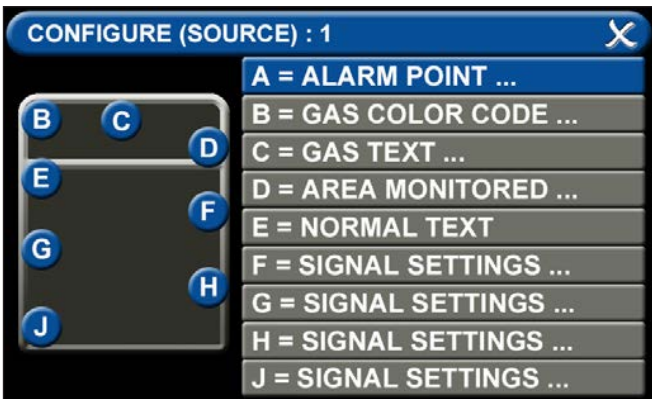 CONFIGURE (SOURCE) : 1
A = ALARM POINT ...
B = GAS COLOR CODE ...
C = GAS TEXT ...
D = AREA MONITORED ...
E = NORMAL TEXT
F = SIGNAL SETTINGS ...
G = SIGNAL SETTINGS ...
H = SIGNAL SETTINGS ...
J = SIGNAL SETTINGS ...
B
C
D
E
F
G
H
J